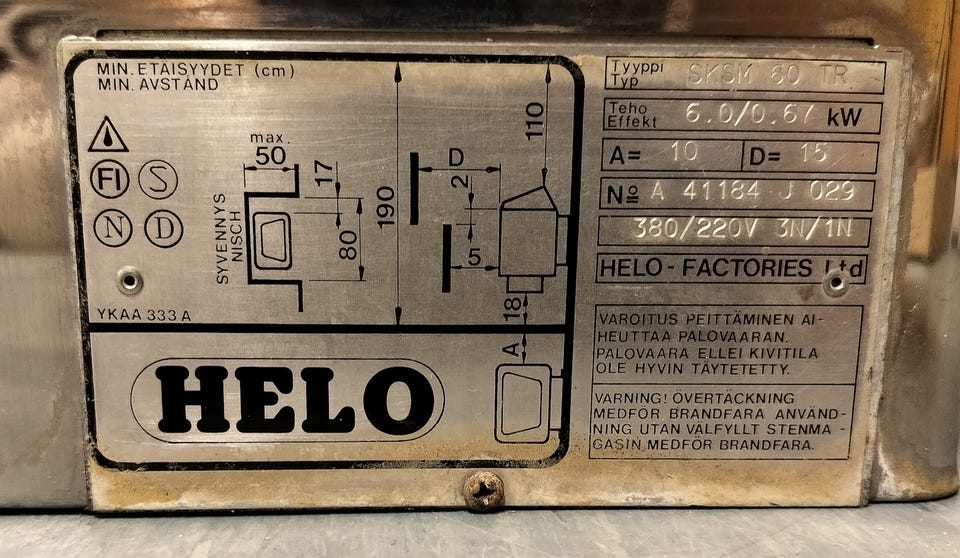 MIN. ETÄISYYDET (cm)
MIN. AVSTÅND
FI S
N D
max.
50
17
80
SYVENNYS
NISCH
190
D
2
5
110
18
A
YKAA 333 A
HELO
Tyyppi
Typ SKSM 60 TR
Teho
Effekt 6.0/0.67 kW
A= 10 D= 15
Nº A 41184 J 029
380/220V 3N/1N
HELO - FACTORIES Ltd
VAROITUS PEITTÄMINEN AI-
HEUTTAA PALOVAARAN.
PALOVAARA ELLEI KIVITILA
OLE HYVIN TÄYTETETTY.
VARNING! ÖVERTÄCKNING
MEDFÖR BRANDFARA ANVÄND-
NING UTAN VÄLFYLLT STENMA-
GASIN MEDFÖR BRANDFARA.